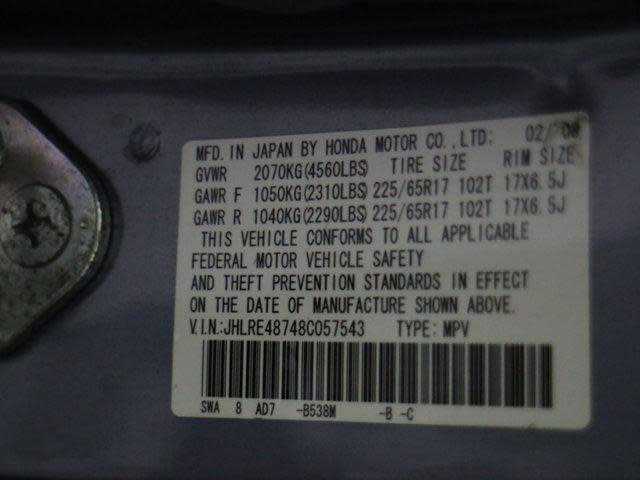 MFD. IN JAPAN BY HONDA MOTOR CO., LTD: 02/08
GVWR 2070KG(4560LBS) TIRE SIZE RIM SIZE
GAWR F 1050KG(2310LBS) 225/65R17 102T 17X6.5J
GAWR R 1040KG(2290LBS) 225/65R17 102T 17X6.5J
THIS VEHICLE CONFORMS TO ALL APPLICABLE
FEDERAL MOTOR VEHICLE SAFETY
AND THEFT PREVENTION STANDARDS IN EFFECT
ON THE DATE OF MANUFACTURE SHOWN ABOVE.
V.I.N:JHLRE48748C057543 TYPE: MPV
SWA 8 AD7 -B538M -B -C